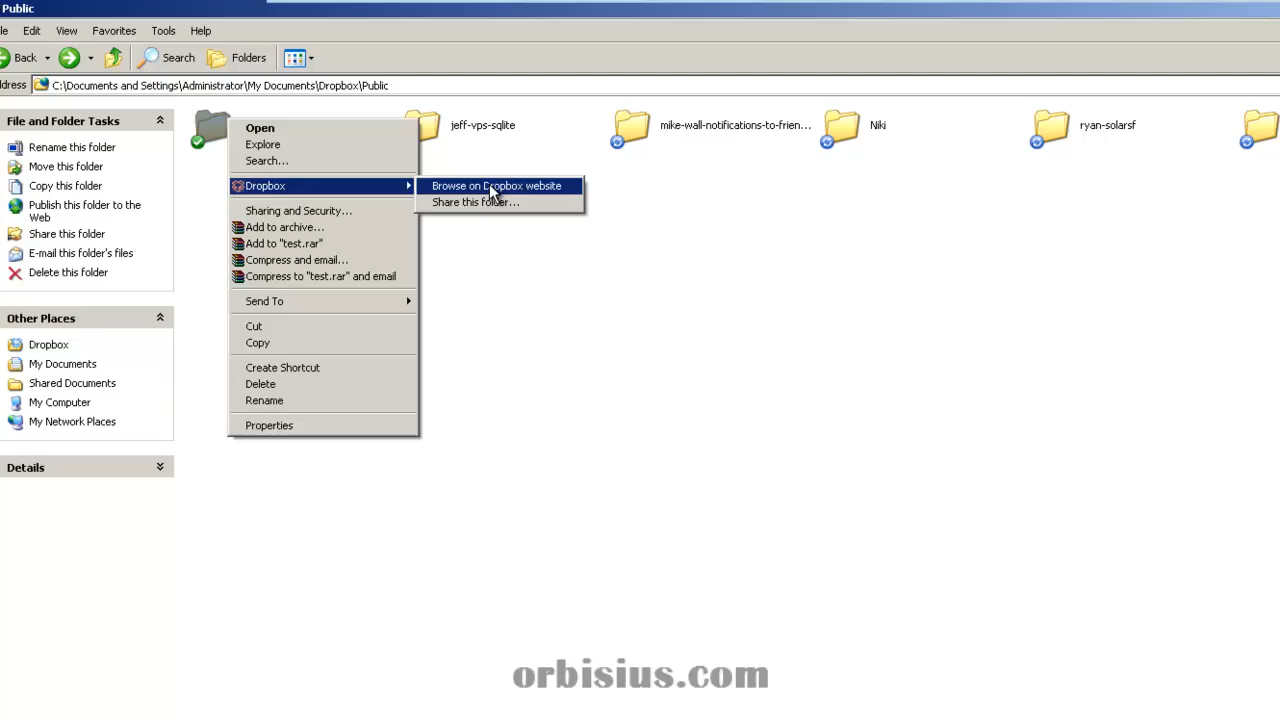 Public
le Edit View Favorites Tools Help
Back Search Folders
ddress C:\Documents and Settings\Administrator\My Documents\Dropbox\Public
File and Folder Tasks
Rename this folder
Move this folder
Copy this folder
Publish this folder to the
Web
Share this folder
E-mail this folder's files
Delete this folder
Other Places
Dropbox
My Documents
Shared Documents
My Computer
My Network Places
Details
jeff-vps-sqlite
mike-wall-notifications-to-frien...
Niki
ryan-solarsf
Open
Explore
Search...
Dropbox
Sharing and Security...
Add to archive...
Add to "test.rar"
Compress and email...
Compress to "test.rar" and email
Send To
Cut
Copy
Create Shortcut
Delete
Rename
Properties
Browse on Dropbox website
Share this folder...
orbisius.com